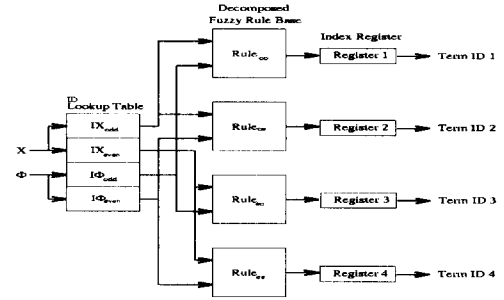 Decomposed
Fuzzy Rule Base
Index Register
Rule_oo
Register 1
Term ID 1
ID
Lookup Table
IX_odd
Rule_oe
Register 2
Term ID 2
X
IX_even
Φ
IΦ_odd
IΦ_even
Rule_eo
Register 3
Term ID 3
Rule_ee
Register 4
Term ID 4